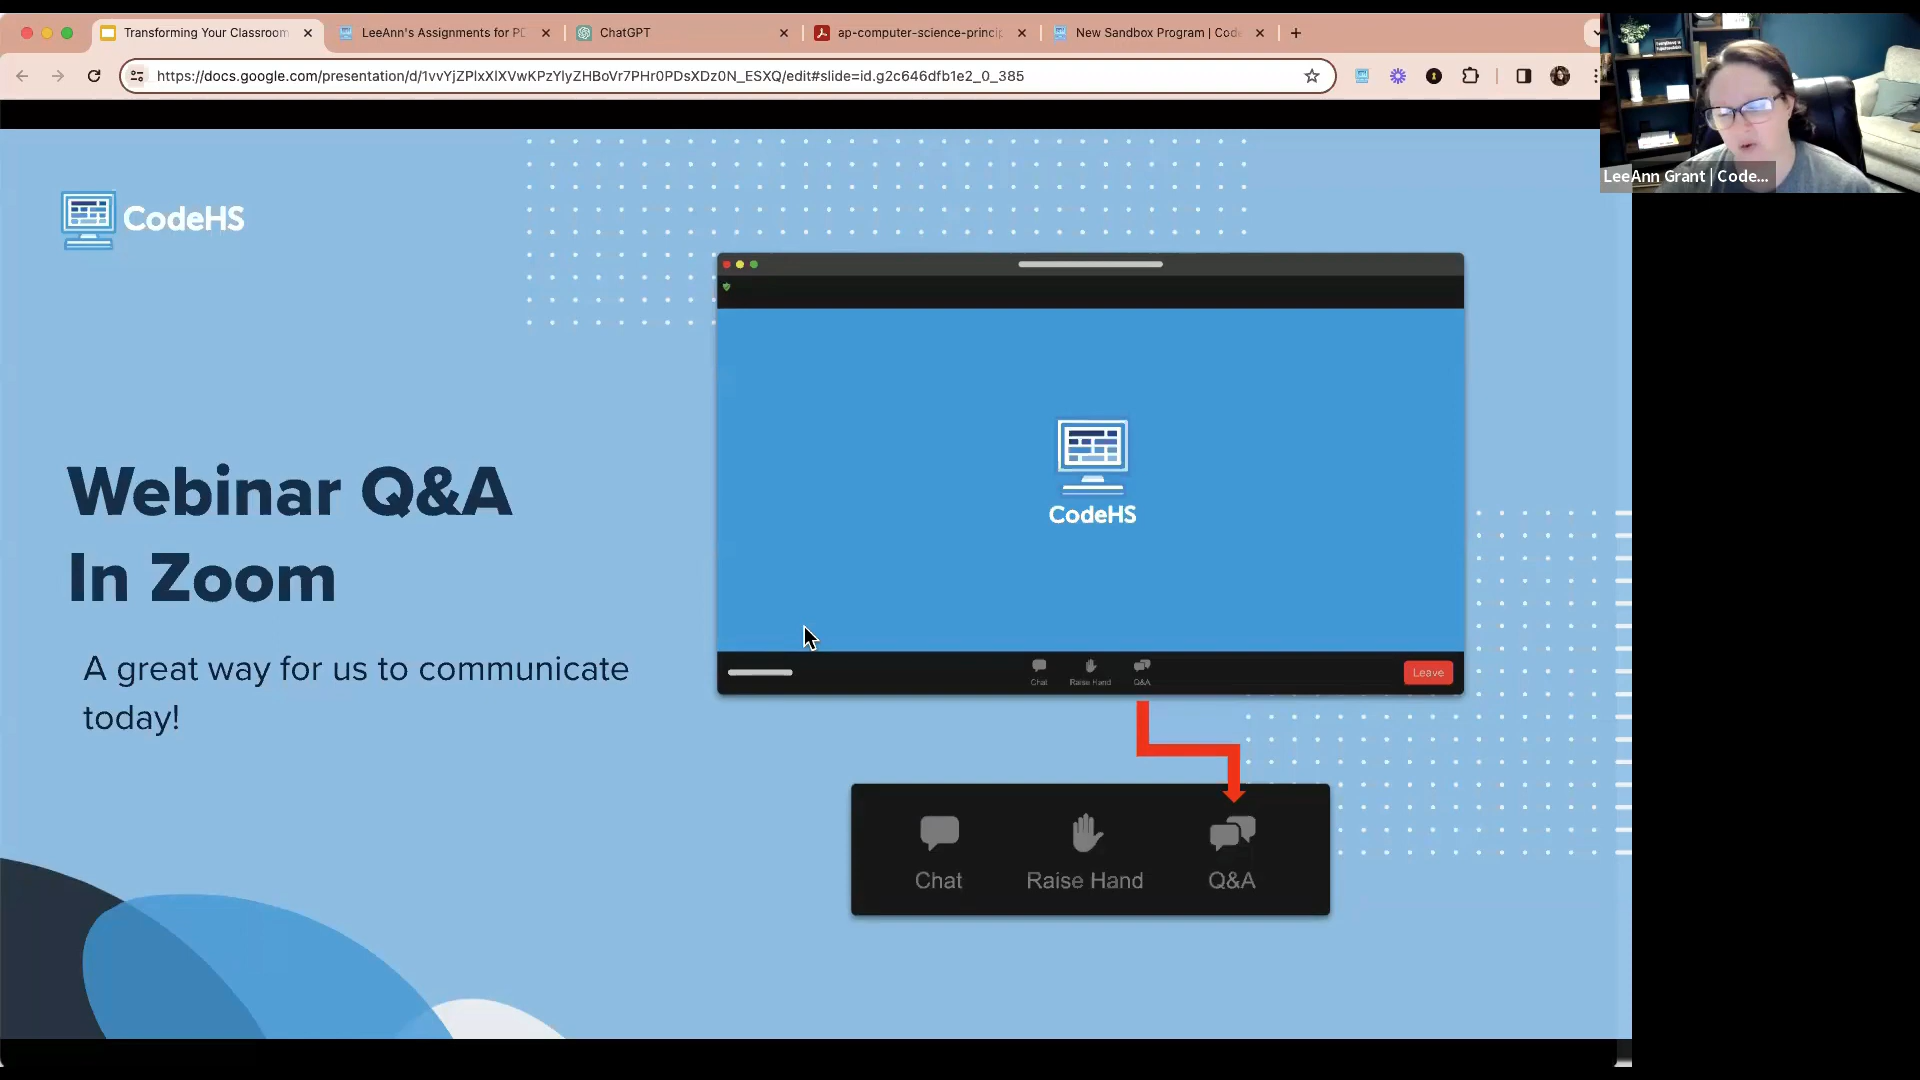 Transforming Your Classroom
LeeAnn's Assignments for PD
ChatGPT
ap-computer-science-princip
New Sandbox Program | Code
https://docs.google.com/presentation/d/1vvYjZPlxXlXVwKPzYlyZHBoVr7PHr0PDsXDz0N_ESXQ/edit#slide=id.g2c646dfb1e2_0_385
LeeAnn Grant | Code...
CodeHS
CodeHS
Webinar Q&A
In Zoom
A great way for us to communicate
today!
Chat
Raise Hand
Q&A
Leave
Chat
Raise Hand
Q&A